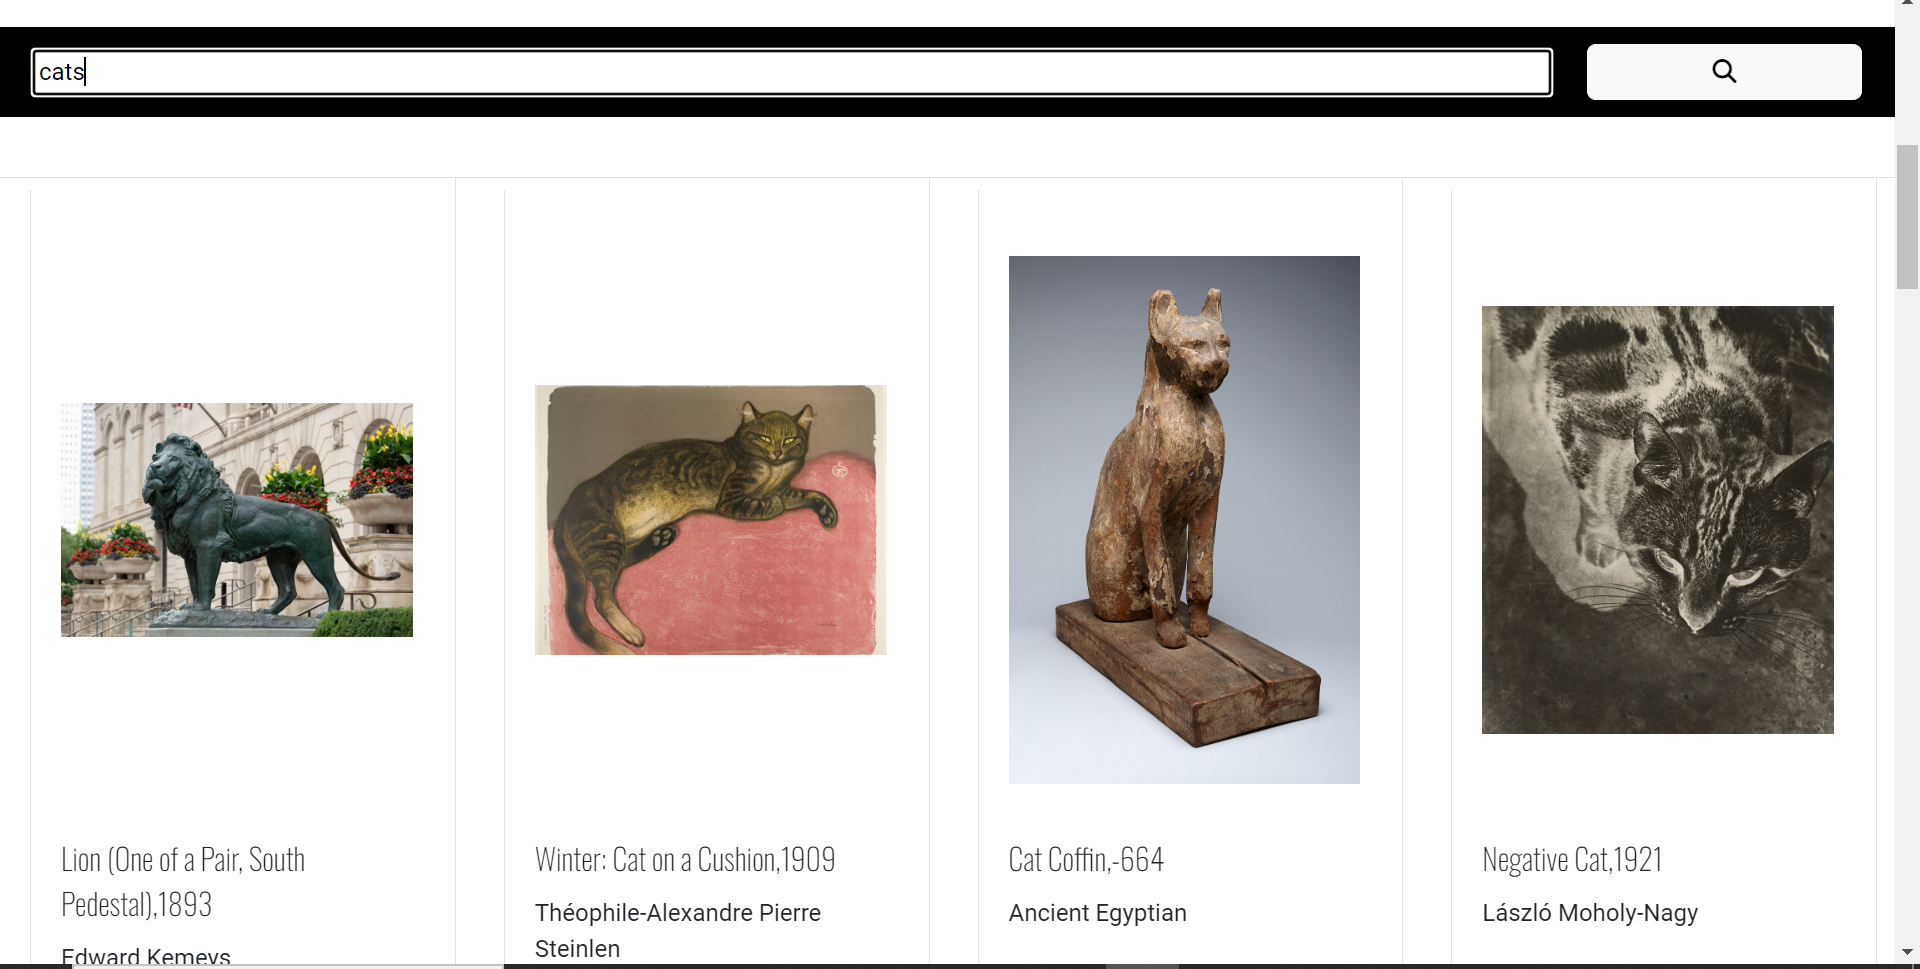 cats
Lion (One of a Pair, South
Pedestal),1893
Edward Kemeys
Winter: Cat on a Cushion,1909
Théophile-Alexandre Pierre
Steinlen
Cat Coffin,-664
Ancient Egyptian
Negative Cat,1921
László Moholy-Nagy